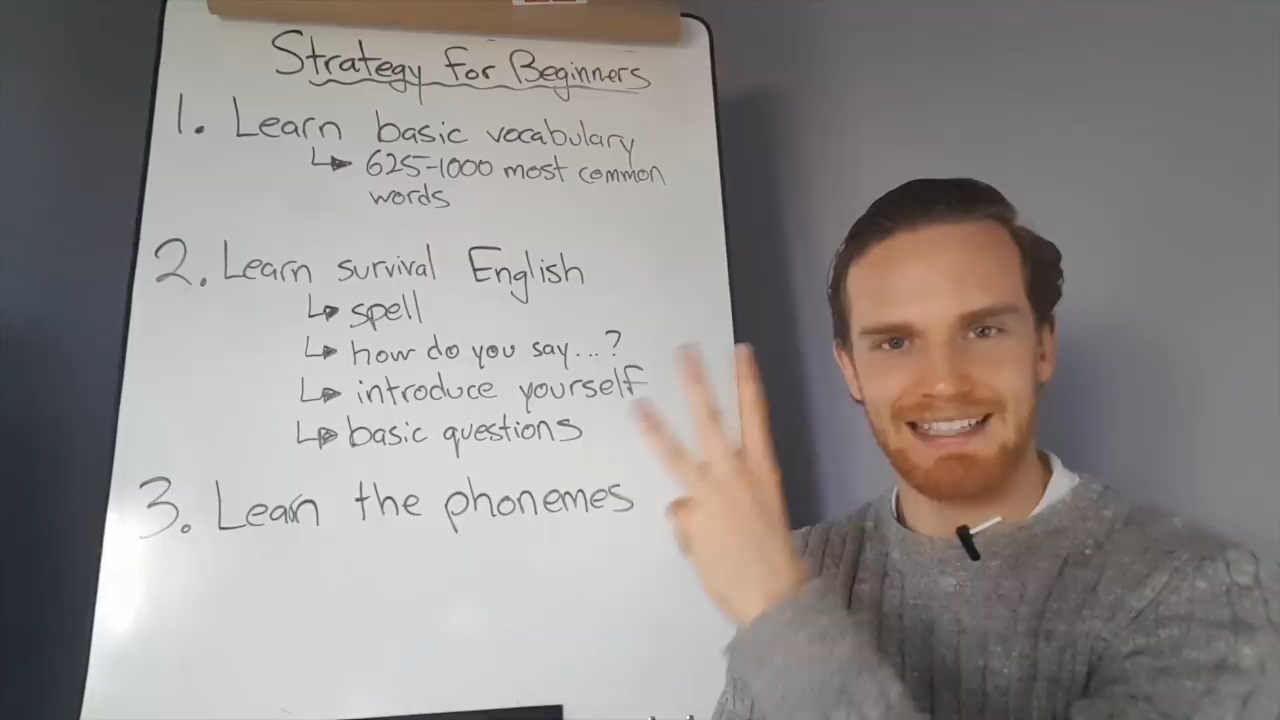 Strategy for Beginners
1. Learn basic vocabulary
↳ 625-1000 most common
words
2. Learn survival English
↳ spell
↳ how do you say...?
↳ introduce yourself
↳ basic questions
3. Learn the phonemes